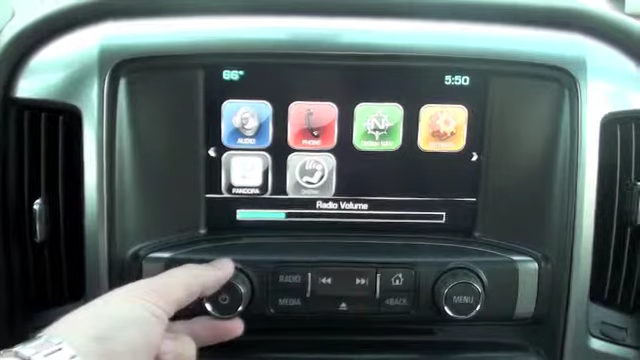 66°
5:50
AUDIO
PHONE
PANDORA
Radio Volume
RADIO
MEDIA
BACK
MENU